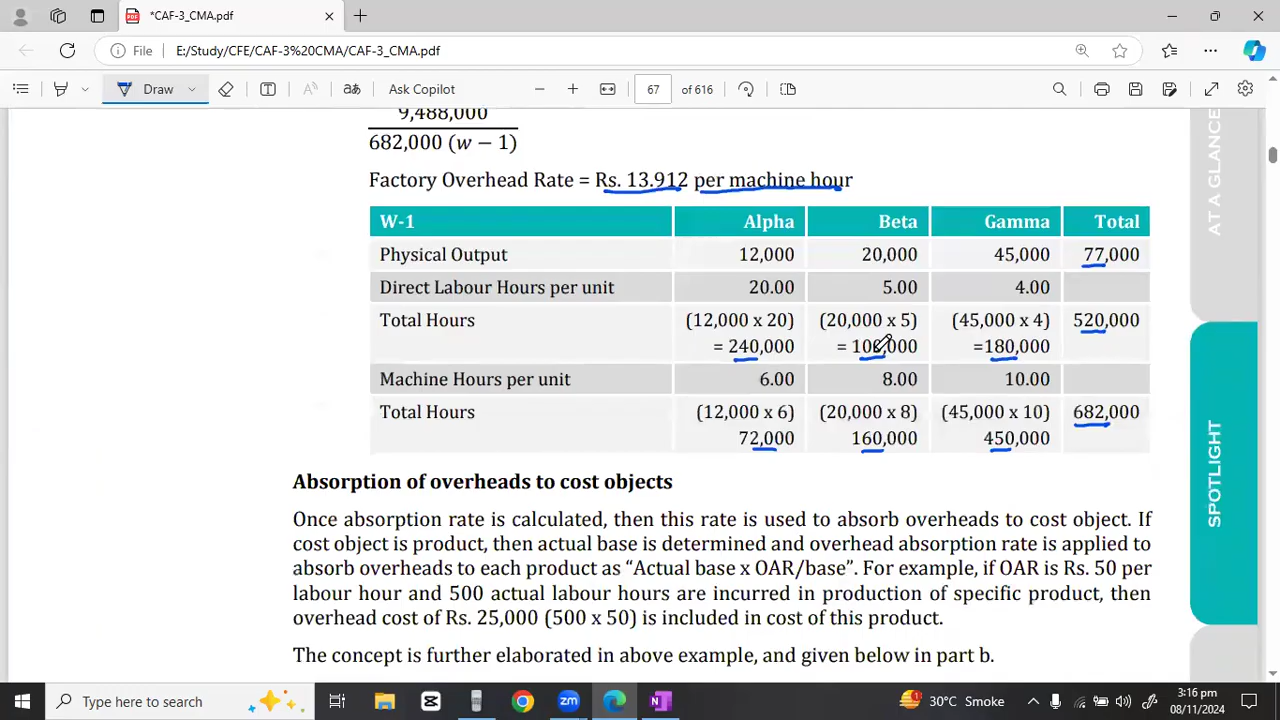 *CAF-3_CMA.pdf
File
E:/Study/CFE/CAF-3%20CMA/CAF-3_CMA.pdf
Draw
Ask Copilot
67 of 616
9,488,000
682,000 (w − 1)
Factory Overhead Rate = Rs. 13.912 per machine hour
W-1 Alpha Beta Gamma Total
Physical Output 12,000 20,000 45,000 77,000
Direct Labour Hours per unit 20.00 5.00 4.00
Total Hours (12,000 x 20) (20,000 x 5) (45,000 x 4) 520,000
= 240,000 = 100,000 =180,000
Machine Hours per unit 6.00 8.00 10.00
Total Hours (12,000 x 6) (20,000 x 8) (45,000 x 10) 682,000
72,000 160,000 450,000
Absorption of overheads to cost objects
Once absorption rate is calculated, then this rate is used to absorb overheads to cost object. If
cost object is product, then actual base is determined and overhead absorption rate is applied to
absorb overheads to each product as “Actual base x OAR/base”. For example, if OAR is Rs. 50 per
labour hour and 500 actual labour hours are incurred in production of specific product, then
overhead cost of Rs. 25,000 (500 x 50) is included in cost of this product.
The concept is further elaborated in above example, and given below in part b.
AT A GLANCE
SPOTLIGHT
Type here to search
30°C Smoke
3:16 pm
08/11/2024